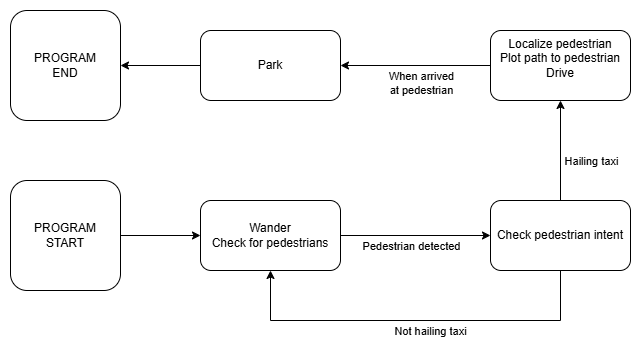 PROGRAM
END
Park
When arrived
at pedestrian
Localize pedestrian
Plot path to pedestrian
Drive
Hailing taxi
PROGRAM
START
Wander
Check for pedestrians
Pedestrian detected
Check pedestrian intent
Not hailing taxi